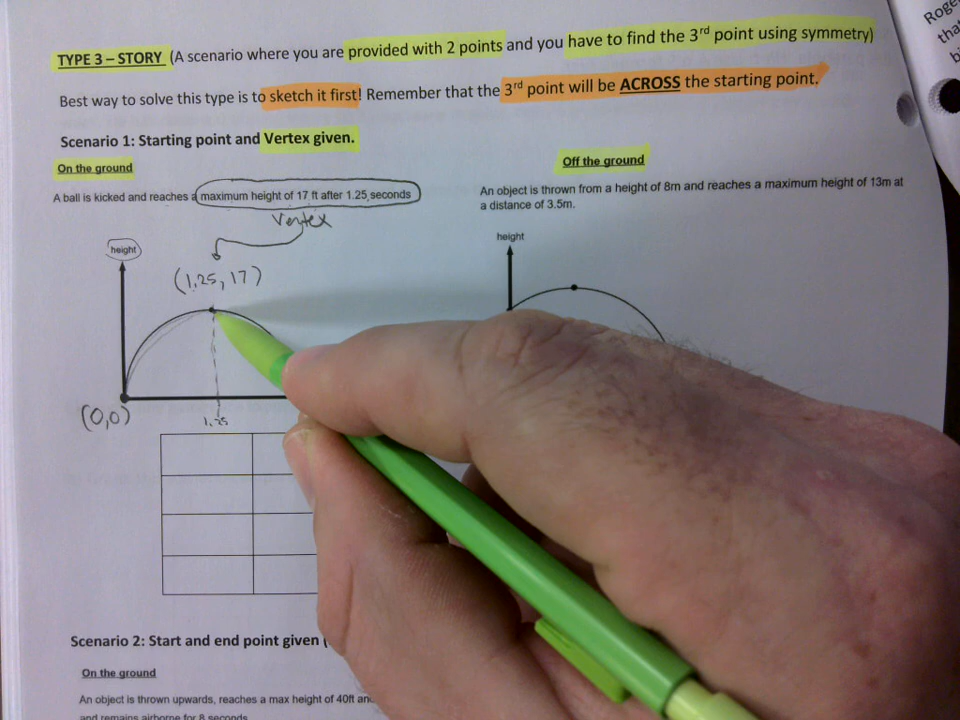 TYPE 3 – STORY (A scenario where you are provided with 2 points and you have to find the 3rd point using symmetry)
Best way to solve this type is to sketch it first! Remember that the 3rd point will be ACROSS the starting point.
Scenario 1: Starting point and Vertex given.
On the ground
A ball is kicked and reaches a maximum height of 17 ft after 1.25 seconds
Vertex
height
(1.25, 17)
(0,0)
1.25
Off the ground
An object is thrown from a height of 8m and reaches a maximum height of 13m at
a distance of 3.5m.
height
Scenario 2: Start and end point given (
On the ground
An object is thrown upwards, reaches a max height of 40ft and
and remains airborne for 8 seconds
Roge
that